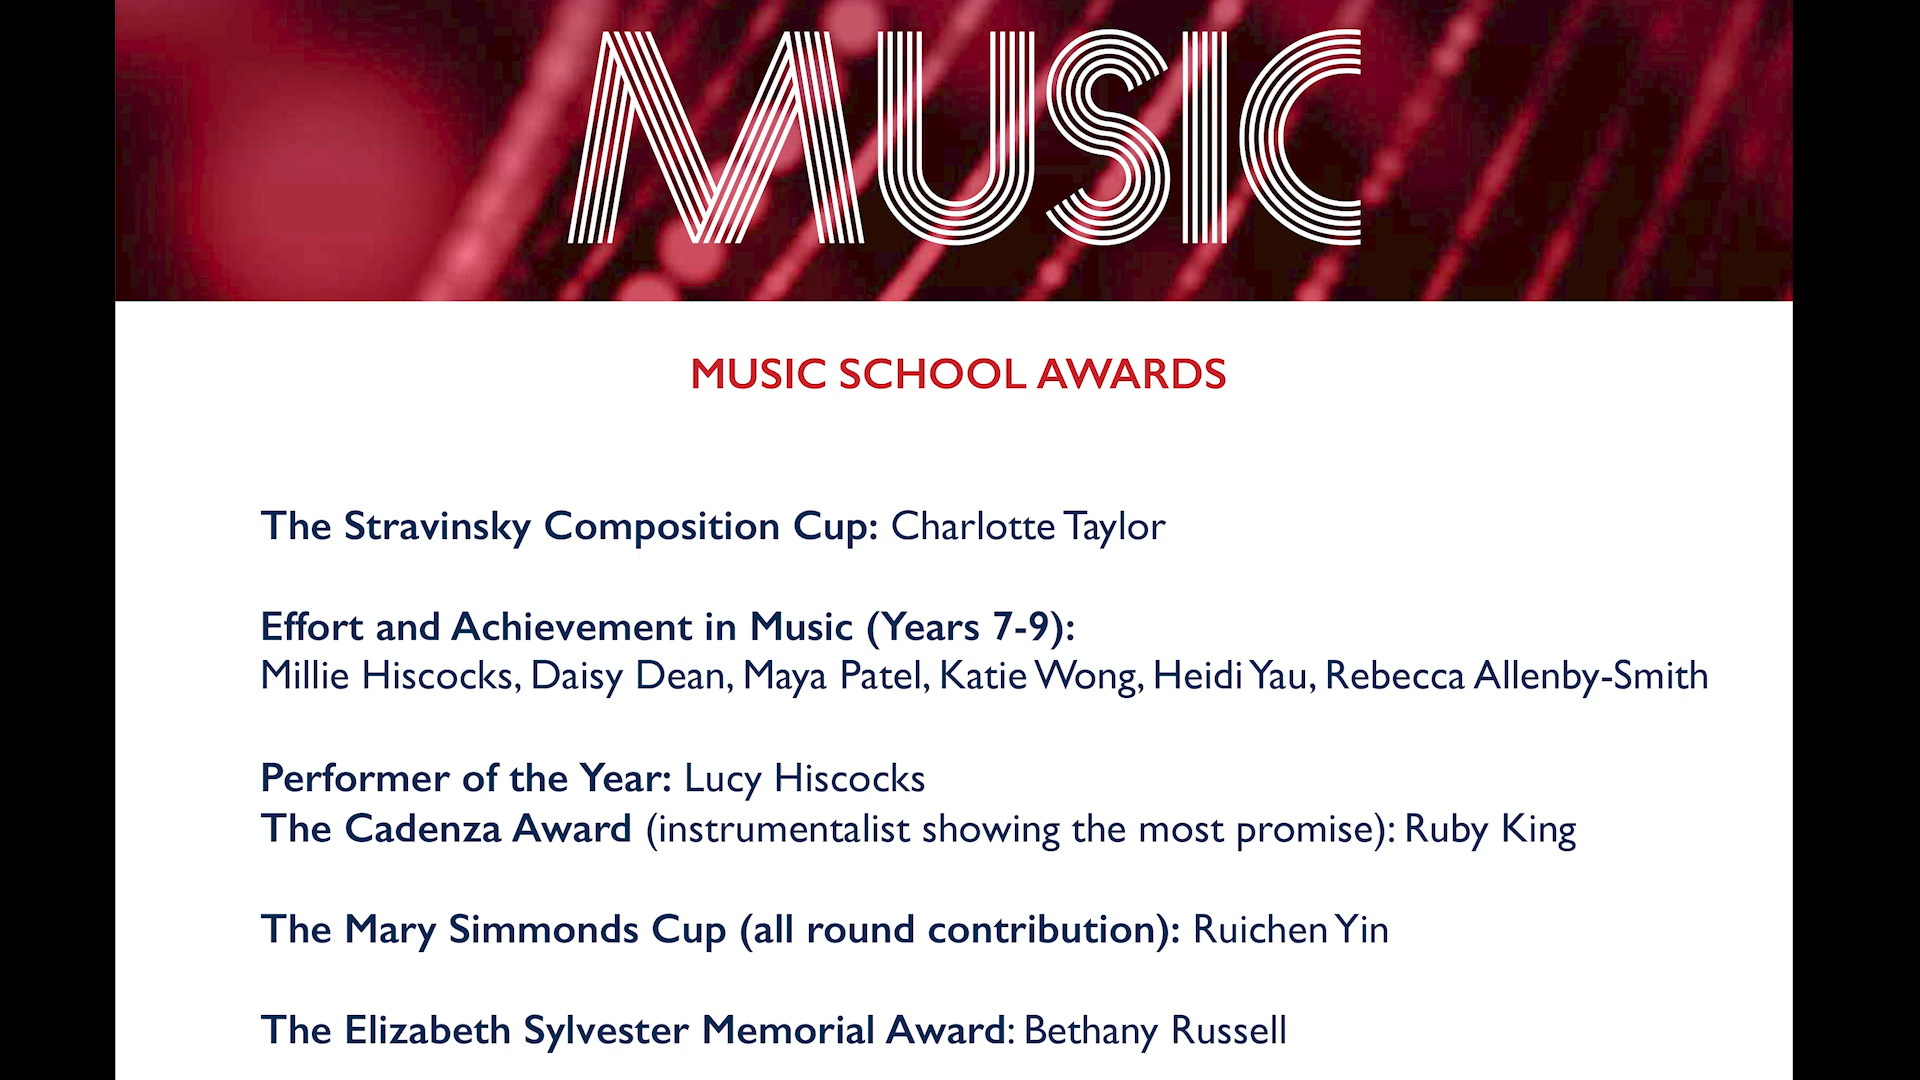 MUSIC
MUSIC SCHOOL AWARDS
The Stravinsky Composition Cup: Charlotte Taylor
Effort and Achievement in Music (Years 7-9):
Millie Hiscocks, Daisy Dean, Maya Patel, Katie Wong, Heidi Yau, Rebecca Allenby-Smith
Performer of the Year: Lucy Hiscocks
The Cadenza Award (instrumentalist showing the most promise): Ruby King
The Mary Simmonds Cup (all round contribution): Ruichen Yin
The Elizabeth Sylvester Memorial Award: Bethany Russell